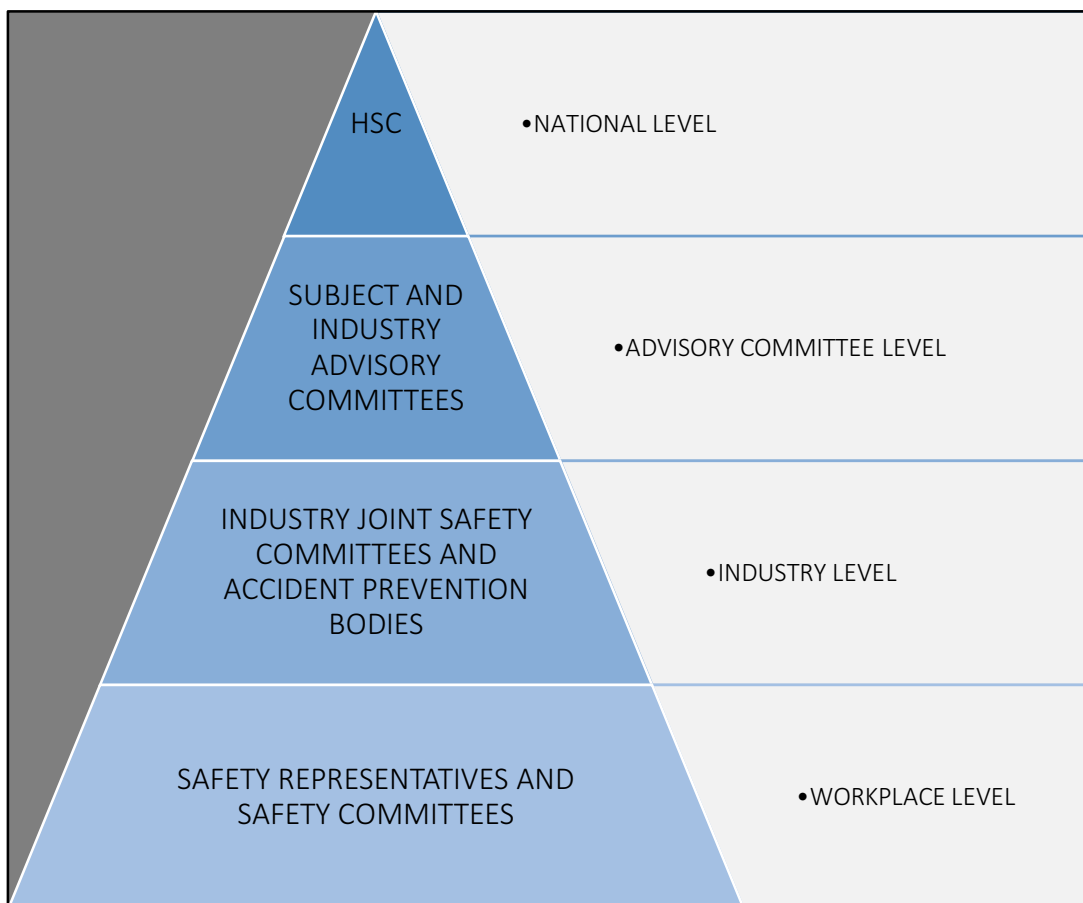 HSC
•NATIONAL LEVEL
SUBJECT AND
INDUSTRY
ADVISORY
COMMITTEES
•ADVISORY COMMITTEE LEVEL
INDUSTRY JOINT SAFETY
COMMITTEES AND
ACCIDENT PREVENTION
BODIES
•INDUSTRY LEVEL
SAFETY REPRESENTATIVES AND
SAFETY COMMITTEES
•WORKPLACE LEVEL